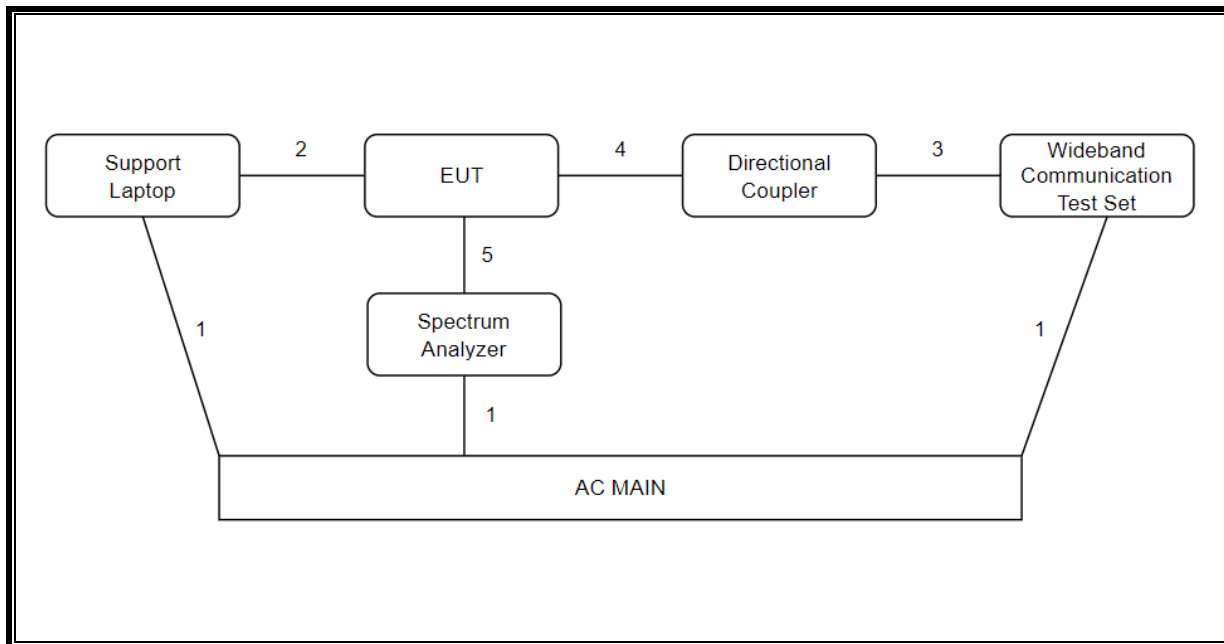 Support
Laptop
2
EUT
4
Directional
Coupler
3
Wideband
Communication
Test Set
5
1
Spectrum
Analyzer
1
1
AC MAIN